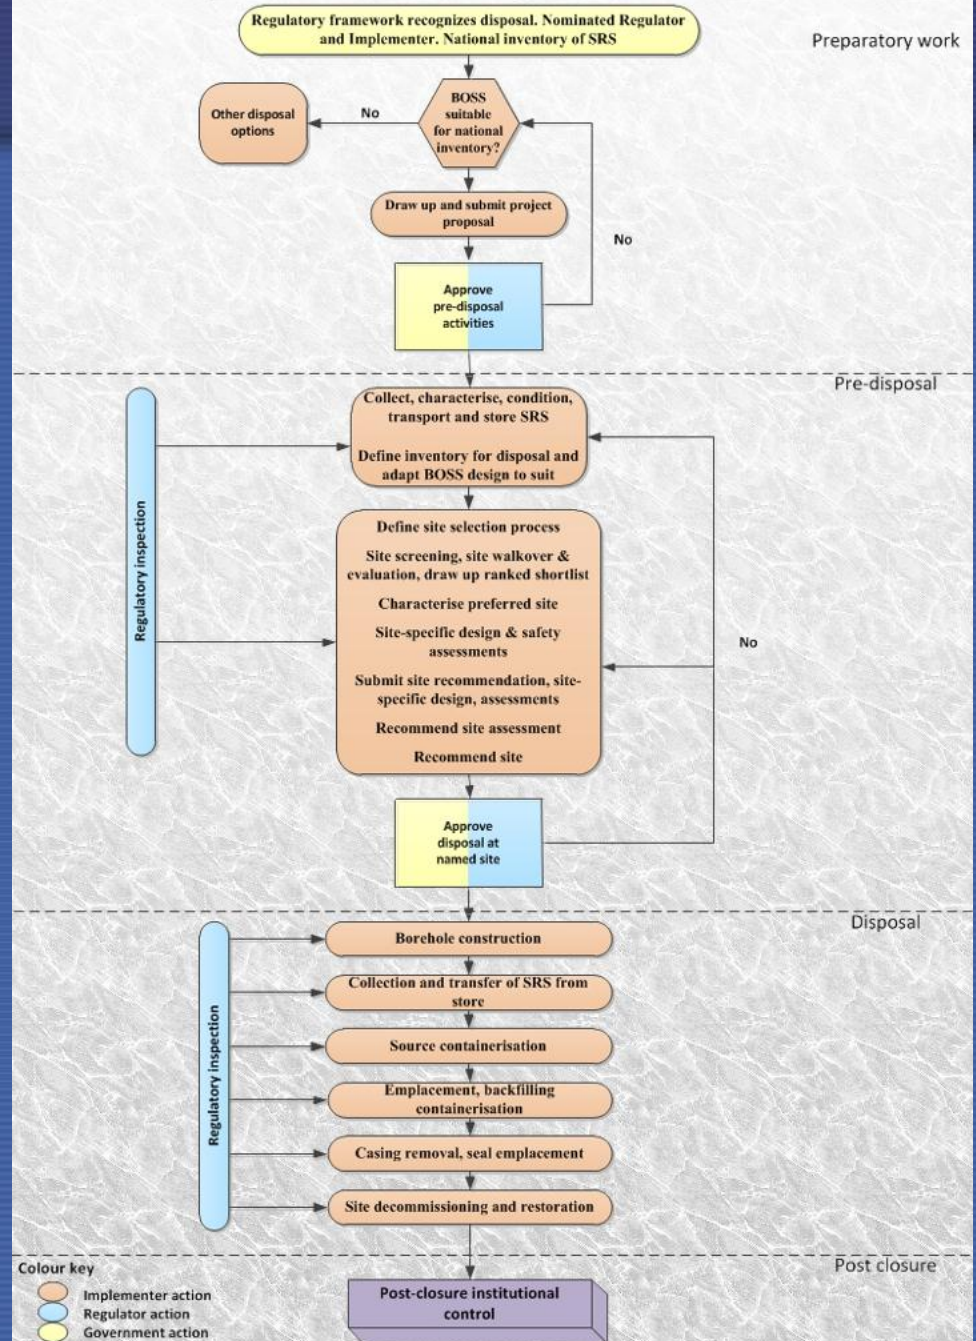 Regulatory framework recognizes disposal. Nominated Regulator
and Implementer. National inventory of SRS
Preparatory work
BOSS
suitable
for national
inventory?
No
Other disposal
options
Draw up and submit project
proposal
No
Approve
pre-disposal
activities
Pre-disposal
Collect, characterise, condition,
transport and store SRS
Define inventory for disposal and
adapt BOSS design to suit
Regulatory inspection
Define site selection process
Site screening, site walkover &
evaluation, draw up ranked shortlist
Characterise preferred site
Site-specific design & safety
assessments
Submit site recommendation, site-
specific design, assessments
Recommend site assessment
Recommend site
No
Approve
disposal at
named site
Disposal
Regulatory inspection
Borehole construction
Collection and transfer of SRS from
store
Source containerisation
Emplacement, backfilling
containerisation
Casing removal, seal emplacement
Site decommissioning and restoration
Post closure
Post-closure institutional
control
Colour key
Implementer action
Regulator action
Government action